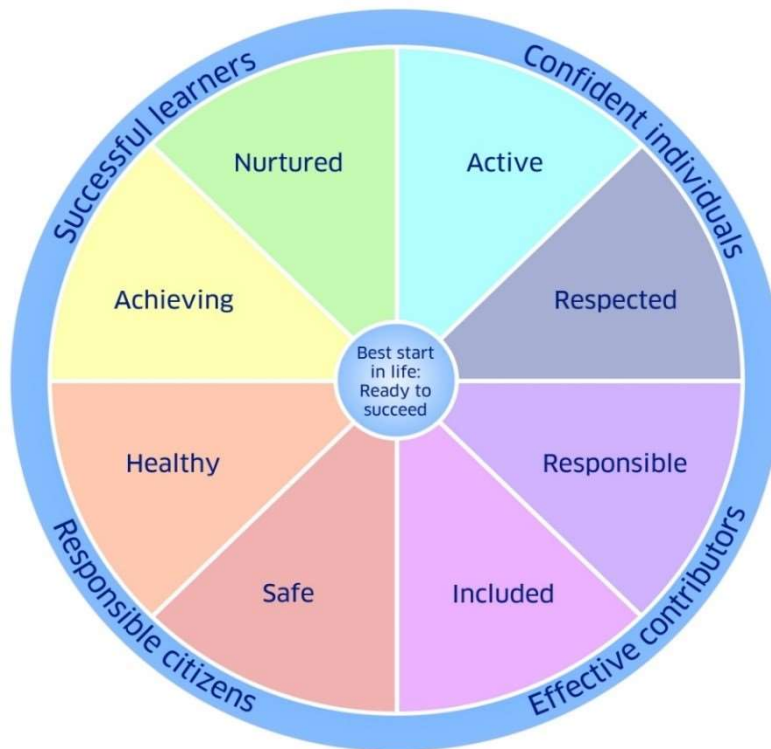 Successful learners
Confident individuals
Nurtured
Active
Achieving
Respected
Best start
in life:
Ready to
succeed
Healthy
Responsible
Safe
Included
Responsible citizens
Effective contributors